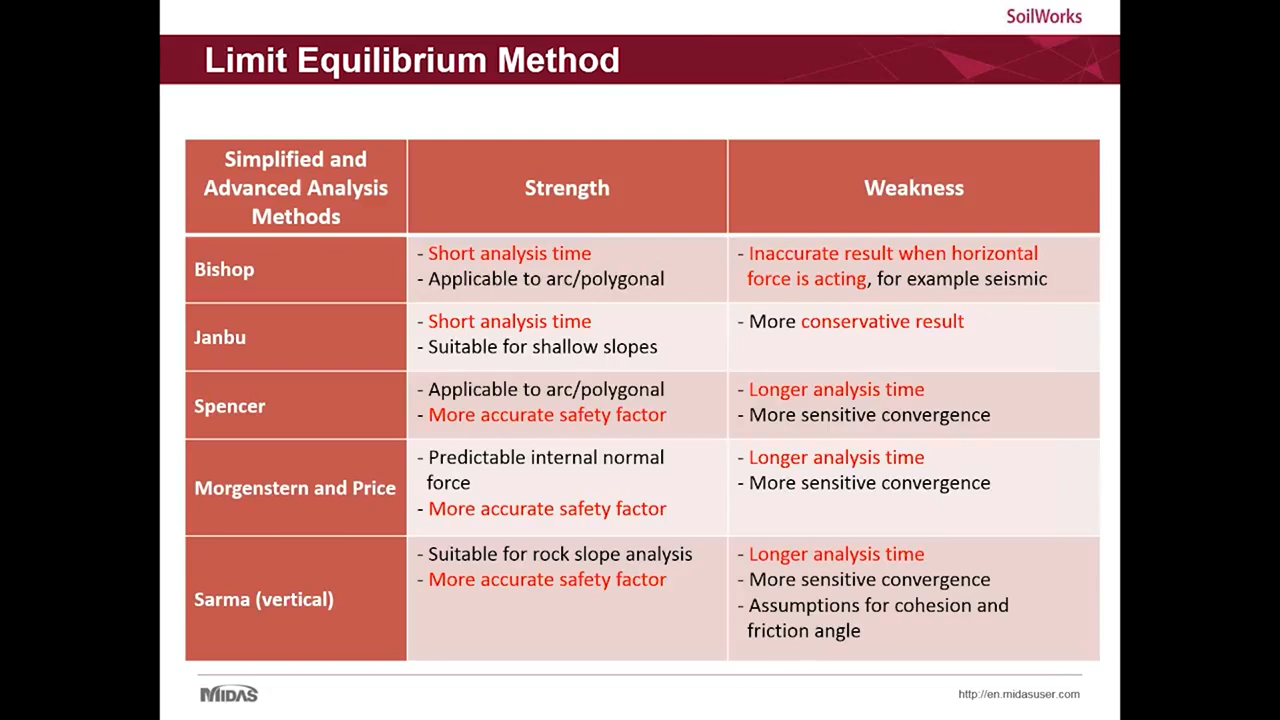 SoilWorks
Limit Equilibrium Method
Simplified and
Advanced Analysis
Methods
Strength
Weakness
Bishop
- Short analysis time
- Applicable to arc/polygonal
- Inaccurate result when horizontal
force is acting, for example seismic
Janbu
- Short analysis time
- Suitable for shallow slopes
- More conservative result
Spencer
- Applicable to arc/polygonal
- More accurate safety factor
- Longer analysis time
- More sensitive convergence
Morgenstern and Price
- Predictable internal normal
force
- More accurate safety factor
- Longer analysis time
- More sensitive convergence
Sarma (vertical)
- Suitable for rock slope analysis
- More accurate safety factor
- Longer analysis time
- More sensitive convergence
- Assumptions for cohesion and
friction angle
MIDAS
http://en.midasuser.com